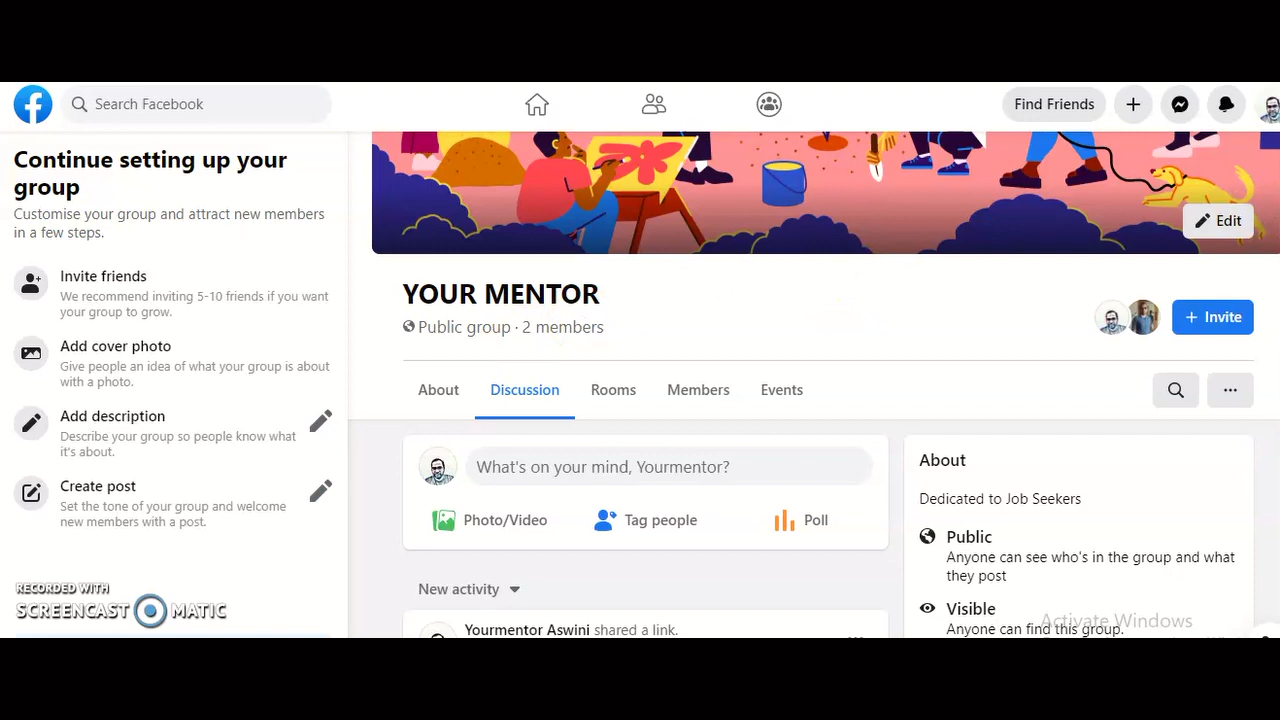 Search Facebook
Find Friends
Continue setting up your
group
Customise your group and attract new members
in a few steps.
Invite friends
We recommend inviting 5-10 friends if you want
your group to grow.
Add cover photo
Give people an idea of what your group is about
with a photo.
Add description
Describe your group so people know what
it's about.
Create post
Set the tone of your group and welcome
new members with a post.
RECORDED WITH
SCREENCAST MATIC
Edit
YOUR MENTOR
Public group · 2 members
+ Invite
About
Discussion
Rooms
Members
Events
What's on your mind, Yourmentor?
Photo/Video
Tag people
Poll
New activity
Yourmentor Aswini shared a link.
About
Dedicated to Job Seekers
Public
Anyone can see who's in the group and what
they post
Visible
Anyone can find this group.
Activate Windows